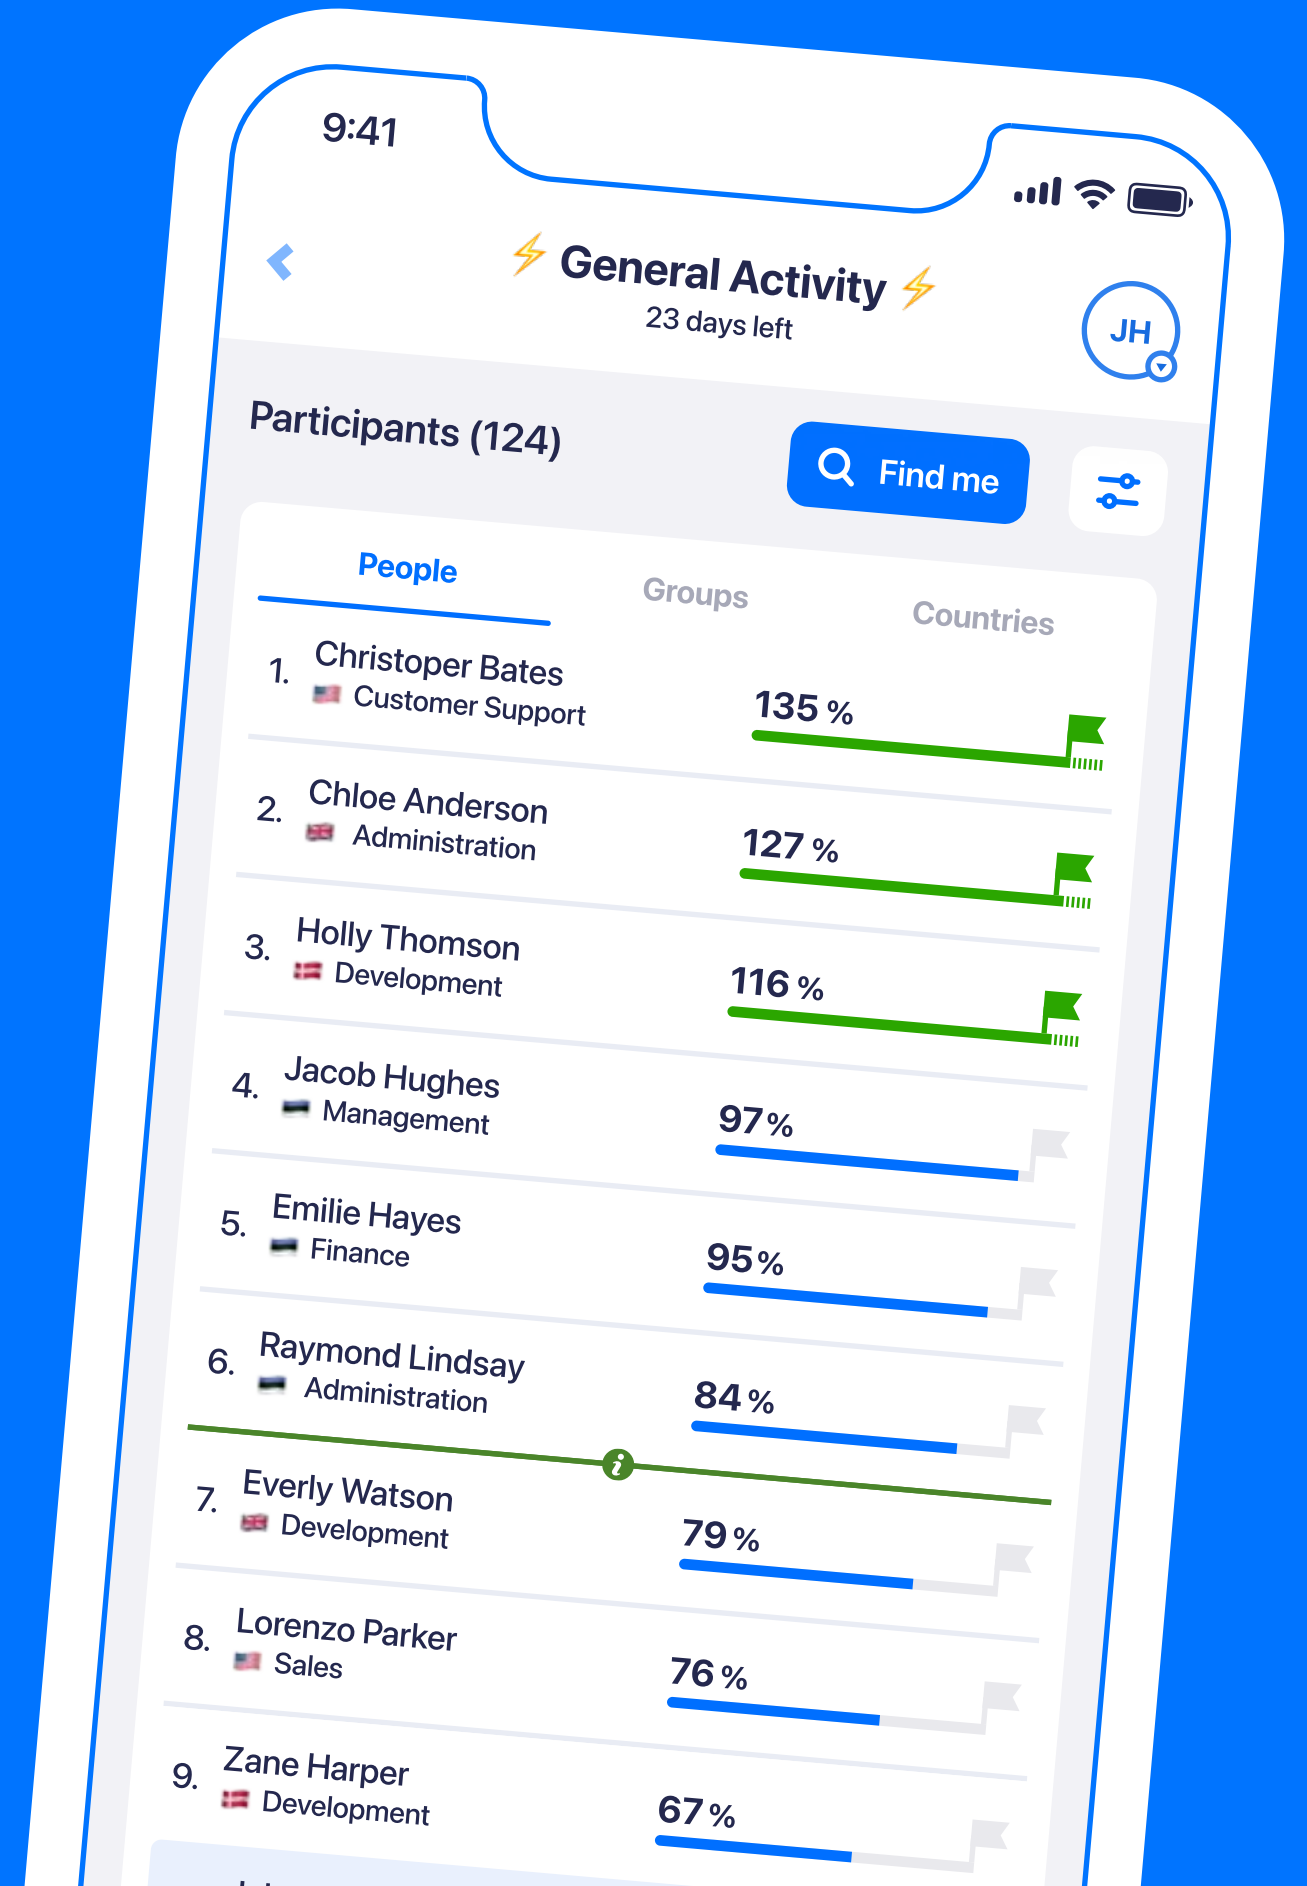 9:41
⚡ General Activity ⚡
23 days left
JH
Participants (124)
Find me
People Groups Countries
1. Christoper Bates
Customer Support
135 %
2. Chloe Anderson
Administration
127 %
3. Holly Thomson
Development
116 %
4. Jacob Hughes
Management
97%
5. Emilie Hayes
Finance
95%
6. Raymond Lindsay
Administration
84%
i
7. Everly Watson
Development
79%
8. Lorenzo Parker
Sales
76%
9. Zane Harper
Development
67%